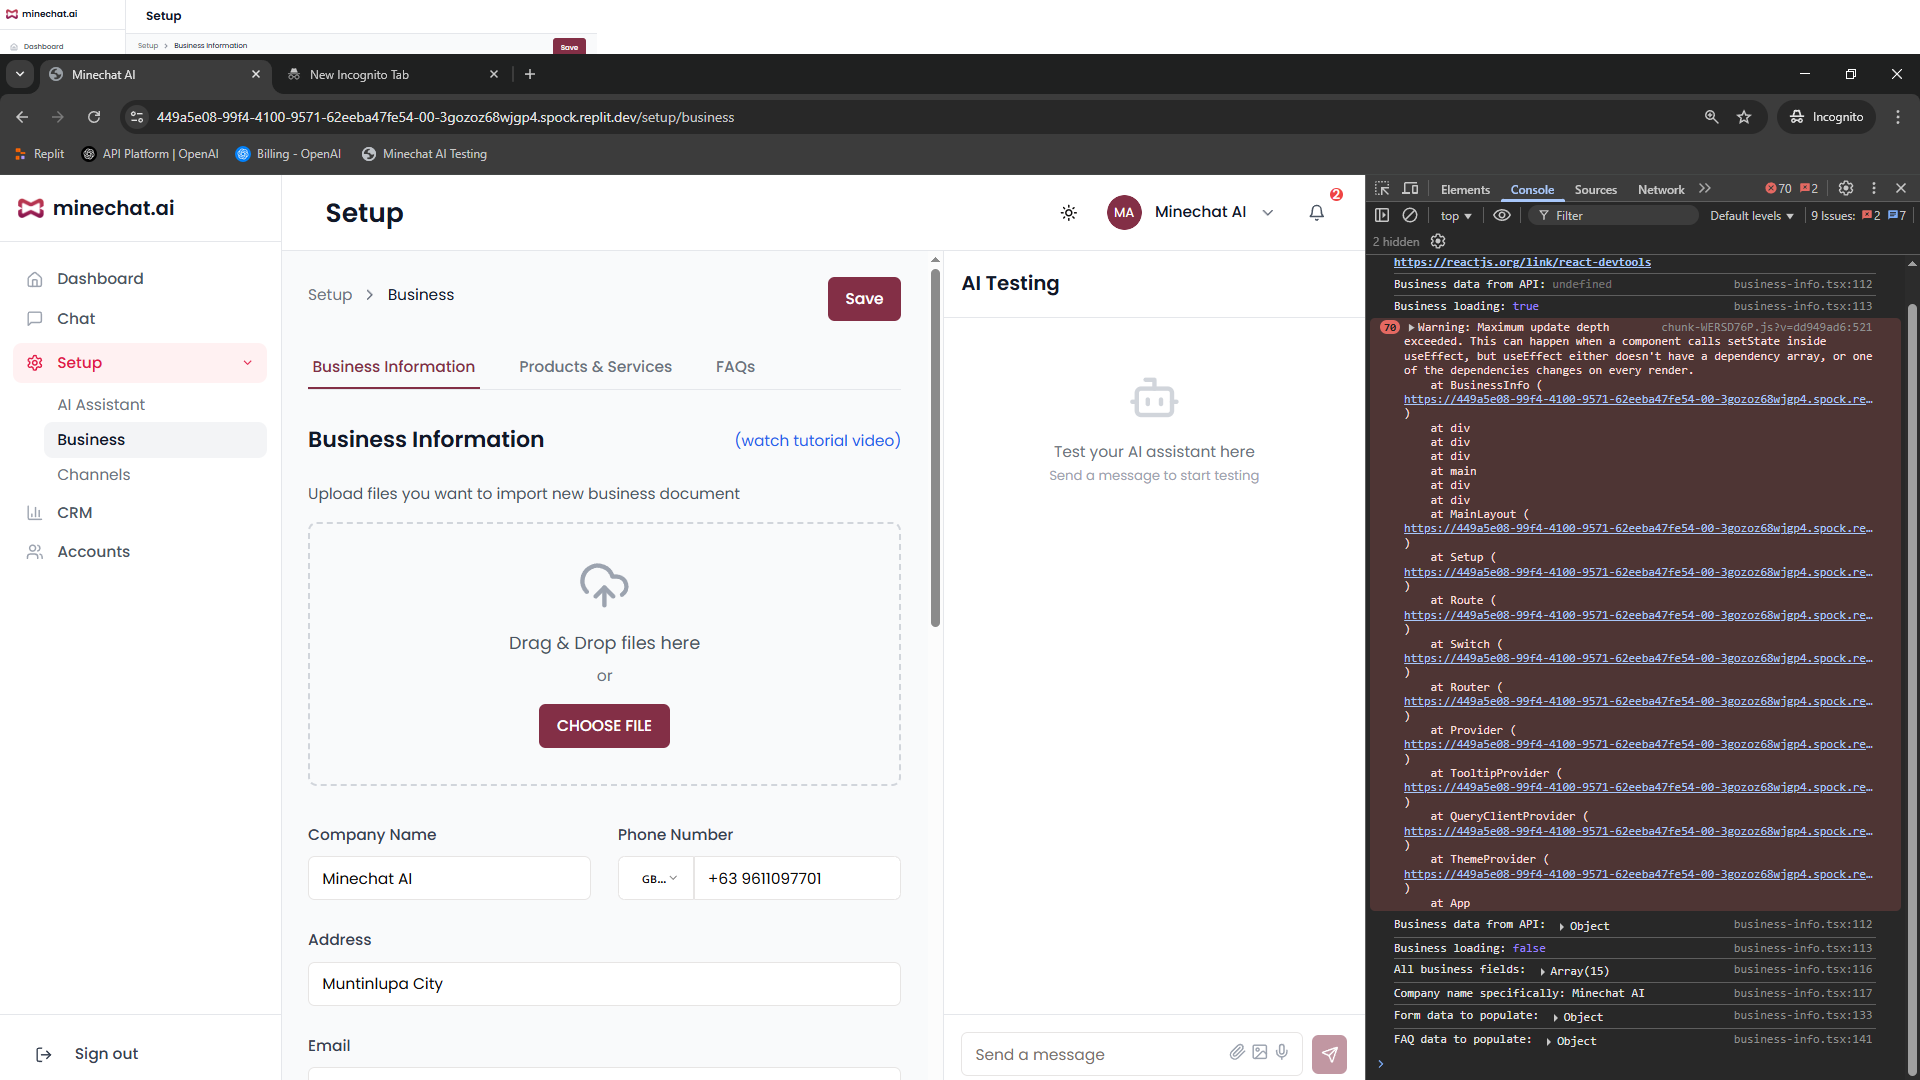 minechat.ai
Setup
Dashboard
Setup > Business Information
Save
Minechat AI
New Incognito Tab
449a5e08-99f4-4100-9571-62eeba47fe54-00-3gozoz68wjgp4.spock.replit.dev/setup/business
Incognito
Replit
API Platform | OpenAI
Billing - OpenAI
Minechat AI Testing
minechat.ai
Dashboard
Chat
Setup
AI Assistant
Business
Channels
CRM
Accounts
Sign out
Setup
MA
Minechat AI
2
Setup > Business
Save
Business Information
Products & Services
FAQs
Business Information
(watch tutorial video)
Upload files you want to import new business document
Drag & Drop files here
or
CHOOSE FILE
Company Name
Phone Number
Minechat AI
GB...
+63 9611097701
Address
Muntinlupa City
Email
AI Testing
Test your AI assistant here
Send a message to start testing
Send a message
Elements
Console
Sources
Network
70
2
top
Filter
Default levels
9 Issues:
2
7
2 hidden
https://reactjs.org/link/react-devtools
Business data from API: undefined business-info.tsx:112
Business loading: true business-info.tsx:113
70 Warning: Maximum update depth chunk-WERSD76P.js?v=dd949ad6:521
exceeded. This can happen when a component calls setState inside
useEffect, but useEffect either doesn't have a dependency array, or one
of the dependencies changes on every render.
at BusinessInfo (
https://449a5e08-99f4-4100-9571-62eeba47fe54-00-3gozoz68wjgp4.spock.re…
)
at div
at div
at div
at main
at div
at div
at MainLayout (
https://449a5e08-99f4-4100-9571-62eeba47fe54-00-3gozoz68wjgp4.spock.re…
)
at Setup (
https://449a5e08-99f4-4100-9571-62eeba47fe54-00-3gozoz68wjgp4.spock.re…
)
at Route (
https://449a5e08-99f4-4100-9571-62eeba47fe54-00-3gozoz68wjgp4.spock.re…
)
at Switch (
https://449a5e08-99f4-4100-9571-62eeba47fe54-00-3gozoz68wjgp4.spock.re…
)
at Router (
https://449a5e08-99f4-4100-9571-62eeba47fe54-00-3gozoz68wjgp4.spock.re…
)
at Provider (
https://449a5e08-99f4-4100-9571-62eeba47fe54-00-3gozoz68wjgp4.spock.re…
)
at TooltipProvider (
https://449a5e08-99f4-4100-9571-62eeba47fe54-00-3gozoz68wjgp4.spock.re…
)
at QueryClientProvider (
https://449a5e08-99f4-4100-9571-62eeba47fe54-00-3gozoz68wjgp4.spock.re…
)
at ThemeProvider (
https://449a5e08-99f4-4100-9571-62eeba47fe54-00-3gozoz68wjgp4.spock.re…
)
at App
Business data from API: Object business-info.tsx:112
Business loading: false business-info.tsx:113
All business fields: Array(15) business-info.tsx:116
Company name specifically: Minechat AI business-info.tsx:117
Form data to populate: Object business-info.tsx:133
FAQ data to populate: Object business-info.tsx:141